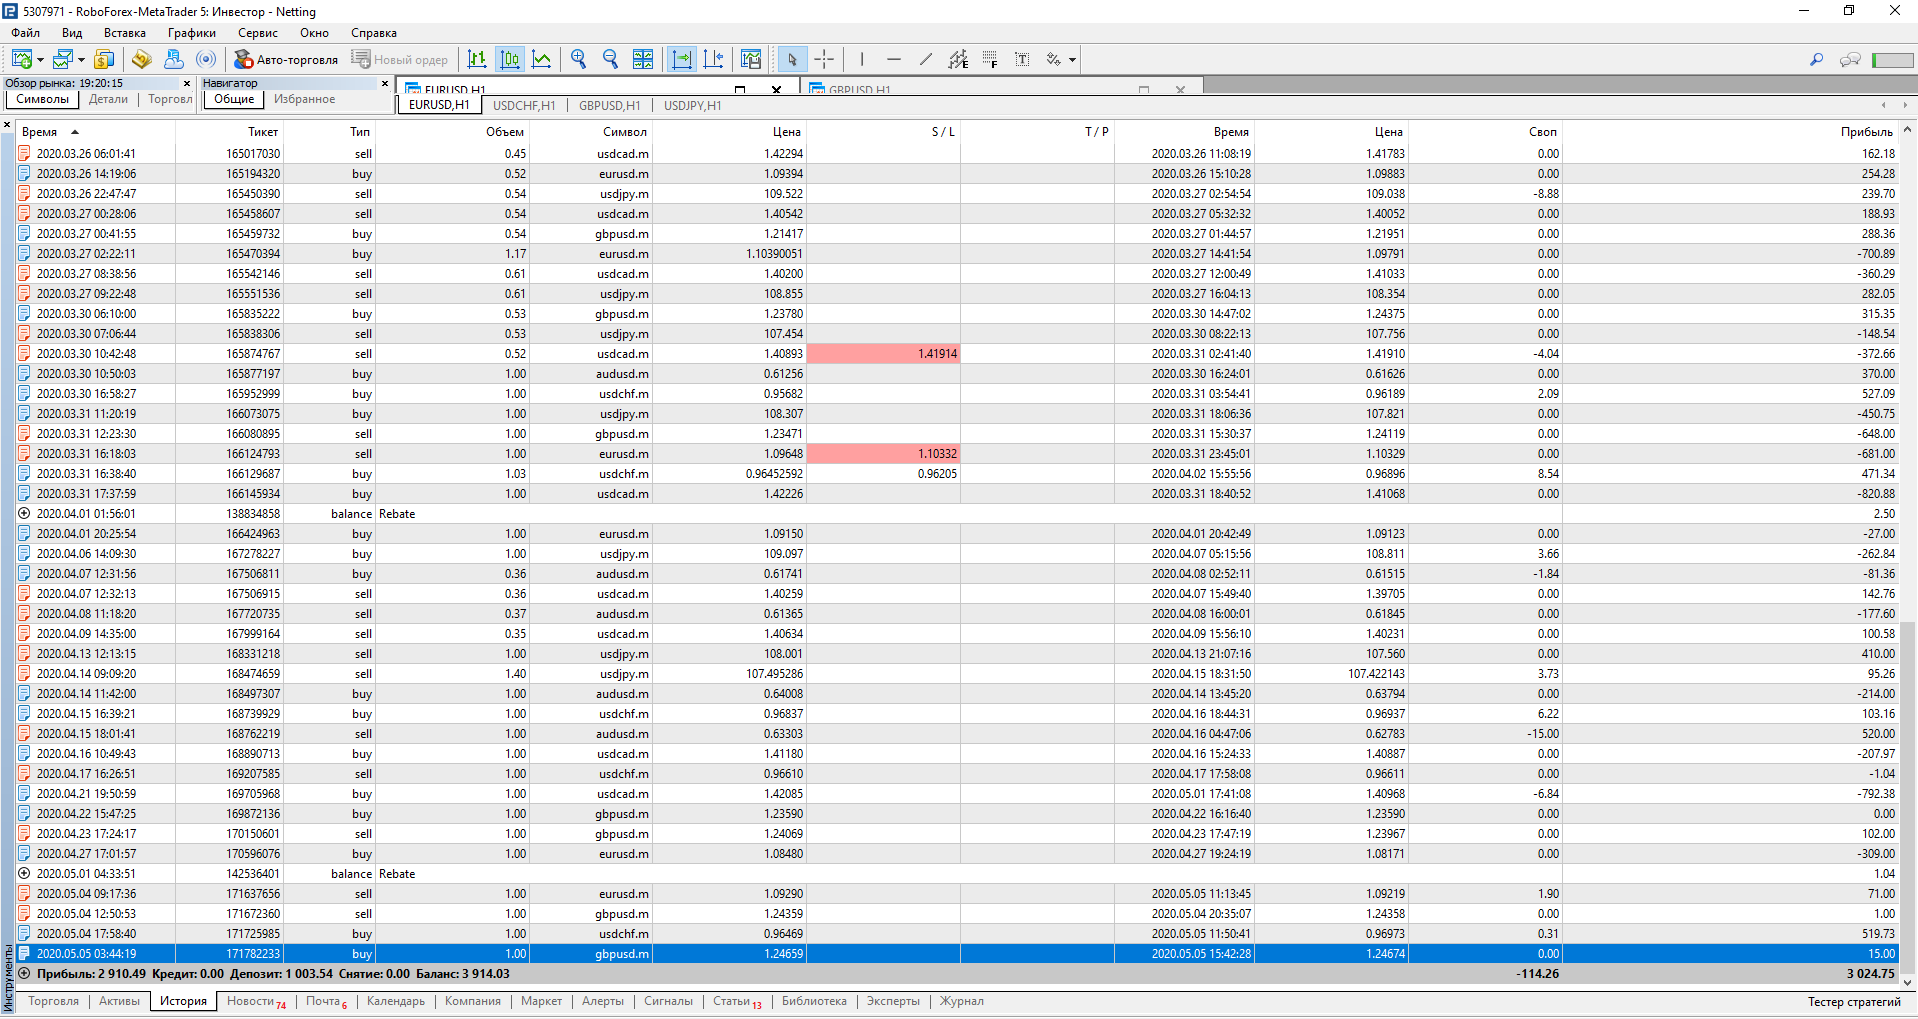 5307971 - RoboForex-MetaTrader 5: Инвестор - Netting
Файл Вид Вставка Графики Сервис Окно Справка
Авто-торговля Новый ордер
Обзор рынка: 19:20:15 Навигатор EURUSD,H1 GBPUSD,H1
Символы Детали Торговл Общие Избранное EURUSD,H1 USDCHF,H1 GBPUSD,H1 USDJPY,H1
Время Тикет Тип Объем Символ Цена S / L T / P Время Цена Своп Прибыль
2020.03.26 06:01:41 165017030 sell 0.45 usdcad.m 1.42294 2020.03.26 11:08:19 1.41783 0.00 162.18
2020.03.26 14:19:06 165194320 buy 0.52 eurusd.m 1.09394 2020.03.26 15:10:28 1.09883 0.00 254.28
2020.03.26 22:47:47 165450390 sell 0.54 usdjpy.m 109.522 2020.03.27 02:54:54 109.038 -8.88 239.70
2020.03.27 00:28:06 165458607 sell 0.54 usdcad.m 1.40542 2020.03.27 05:32:32 1.40052 0.00 188.93
2020.03.27 00:41:55 165459732 buy 0.54 gbpusd.m 1.21417 2020.03.27 01:44:57 1.21951 0.00 288.36
2020.03.27 02:22:11 165470394 buy 1.17 eurusd.m 1.10390051 2020.03.27 14:41:54 1.09791 0.00 -700.89
2020.03.27 08:38:56 165542146 sell 0.61 usdcad.m 1.40200 2020.03.27 12:00:49 1.41033 0.00 -360.29
2020.03.27 09:22:48 165551536 sell 0.61 usdjpy.m 108.855 2020.03.27 16:04:13 108.354 0.00 282.05
2020.03.30 06:10:00 165835222 buy 0.53 gbpusd.m 1.23780 2020.03.30 14:47:02 1.24375 0.00 315.35
2020.03.30 07:06:44 165838306 sell 0.53 usdjpy.m 107.454 2020.03.30 08:22:13 107.756 0.00 -148.54
2020.03.30 10:42:48 165874767 sell 0.52 usdcad.m 1.40893 1.41914 2020.03.31 02:41:40 1.41910 -4.04 -372.66
2020.03.30 10:50:03 165877197 buy 1.00 audusd.m 0.61256 2020.03.30 16:24:01 0.61626 0.00 370.00
2020.03.30 16:58:27 165952999 buy 1.00 usdchf.m 0.95682 2020.03.31 03:54:41 0.96189 2.09 527.09
2020.03.31 11:20:19 166073075 buy 1.00 usdjpy.m 108.307 2020.03.31 18:06:36 107.821 0.00 -450.75
2020.03.31 12:23:30 166080895 sell 1.00 gbpusd.m 1.23471 2020.03.31 15:30:37 1.24119 0.00 -648.00
2020.03.31 16:18:03 166124793 sell 1.00 eurusd.m 1.09648 1.10332 2020.03.31 23:45:01 1.10329 0.00 -681.00
2020.03.31 16:38:40 166129687 buy 1.03 usdchf.m 0.96452592 0.96205 2020.04.02 15:55:56 0.96896 8.54 471.34
2020.03.31 17:37:59 166145934 buy 1.00 usdcad.m 1.42226 2020.03.31 18:40:52 1.41068 0.00 -820.88
2020.04.01 01:56:01 138834858 balance Rebate 2.50
2020.04.01 20:25:54 166424963 buy 1.00 eurusd.m 1.09150 2020.04.01 20:42:49 1.09123 0.00 -27.00
2020.04.06 14:09:30 167278227 buy 1.00 usdjpy.m 109.097 2020.04.07 05:15:56 108.811 3.66 -262.84
2020.04.07 12:31:56 167506811 buy 0.36 audusd.m 0.61741 2020.04.08 02:52:11 0.61515 -1.84 -81.36
2020.04.07 12:32:13 167506915 sell 0.36 usdcad.m 1.40259 2020.04.07 15:49:40 1.39705 0.00 142.76
2020.04.08 11:18:20 167720735 sell 0.37 audusd.m 0.61365 2020.04.08 16:00:01 0.61845 0.00 -177.60
2020.04.09 14:35:00 167999164 sell 0.35 usdcad.m 1.40634 2020.04.09 15:56:10 1.40231 0.00 100.58
2020.04.13 12:13:15 168331218 sell 1.00 usdjpy.m 108.001 2020.04.13 21:07:16 107.560 0.00 410.00
2020.04.14 09:09:20 168474659 sell 1.40 usdjpy.m 107.495286 2020.04.15 18:31:50 107.422143 3.73 95.26
2020.04.14 11:42:00 168497307 buy 1.00 audusd.m 0.64008 2020.04.14 13:45:20 0.63794 0.00 -214.00
2020.04.15 16:39:21 168739929 buy 1.00 usdchf.m 0.96837 2020.04.16 18:44:31 0.96937 6.22 103.16
2020.04.15 18:01:41 168762219 sell 1.00 audusd.m 0.63303 2020.04.16 04:47:06 0.62783 -15.00 520.00
2020.04.16 10:49:43 168890713 buy 1.00 usdcad.m 1.41180 2020.04.16 15:24:33 1.40887 0.00 -207.97
2020.04.17 16:26:51 169207585 sell 1.00 usdchf.m 0.96610 2020.04.17 17:58:08 0.96611 0.00 -1.04
2020.04.21 19:50:59 169705968 buy 1.00 usdcad.m 1.42085 2020.05.01 17:41:08 1.40968 -6.84 -792.38
2020.04.22 15:47:25 169872136 buy 1.00 gbpusd.m 1.23590 2020.04.22 16:16:40 1.23590 0.00 0.00
2020.04.23 17:24:17 170150601 sell 1.00 gbpusd.m 1.24069 2020.04.23 17:47:19 1.23967 0.00 102.00
2020.04.27 17:01:57 170596076 buy 1.00 eurusd.m 1.08480 2020.04.27 19:24:19 1.08171 0.00 -309.00
2020.05.01 04:33:51 142536401 balance Rebate 1.04
2020.05.04 09:17:36 171637656 sell 1.00 eurusd.m 1.09290 2020.05.05 11:13:45 1.09219 1.90 71.00
2020.05.04 12:50:53 171672360 sell 1.00 gbpusd.m 1.24359 2020.05.04 20:35:07 1.24358 0.00 1.00
2020.05.04 17:58:40 171725985 buy 1.00 usdchf.m 0.96469 2020.05.05 11:50:41 0.96973 0.31 519.73
2020.05.05 03:44:19 171782233 buy 1.00 gbpusd.m 1.24659 2020.05.05 15:42:28 1.24674 0.00 15.00
Прибыль: 2 910.49 Кредит: 0.00 Депозит: 1 003.54 Снятие: 0.00 Баланс: 3 914.03 -114.26 3 024.75
Инструменты
Торговля Активы История Новости 74 Почта 6 Календарь Компания Маркет Алерты Сигналы Статьи 13 Библиотека Эксперты Журнал Тестер стратегий